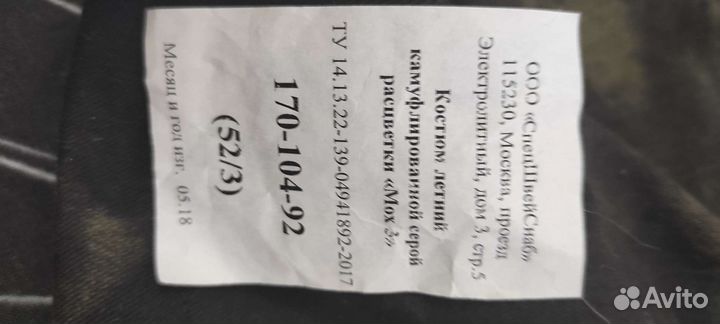 ООО «СпецШвейСнаб»
115230, Москва, проезд
Электролитный, дом 3, стр.5
Костюм летний
камуфлированной серой
расцветки «Мох 3»
ТУ 14.13.22-139-04941892-2017
170-104-92
(52/3)
Месяц и год изг. 05.18
Avito